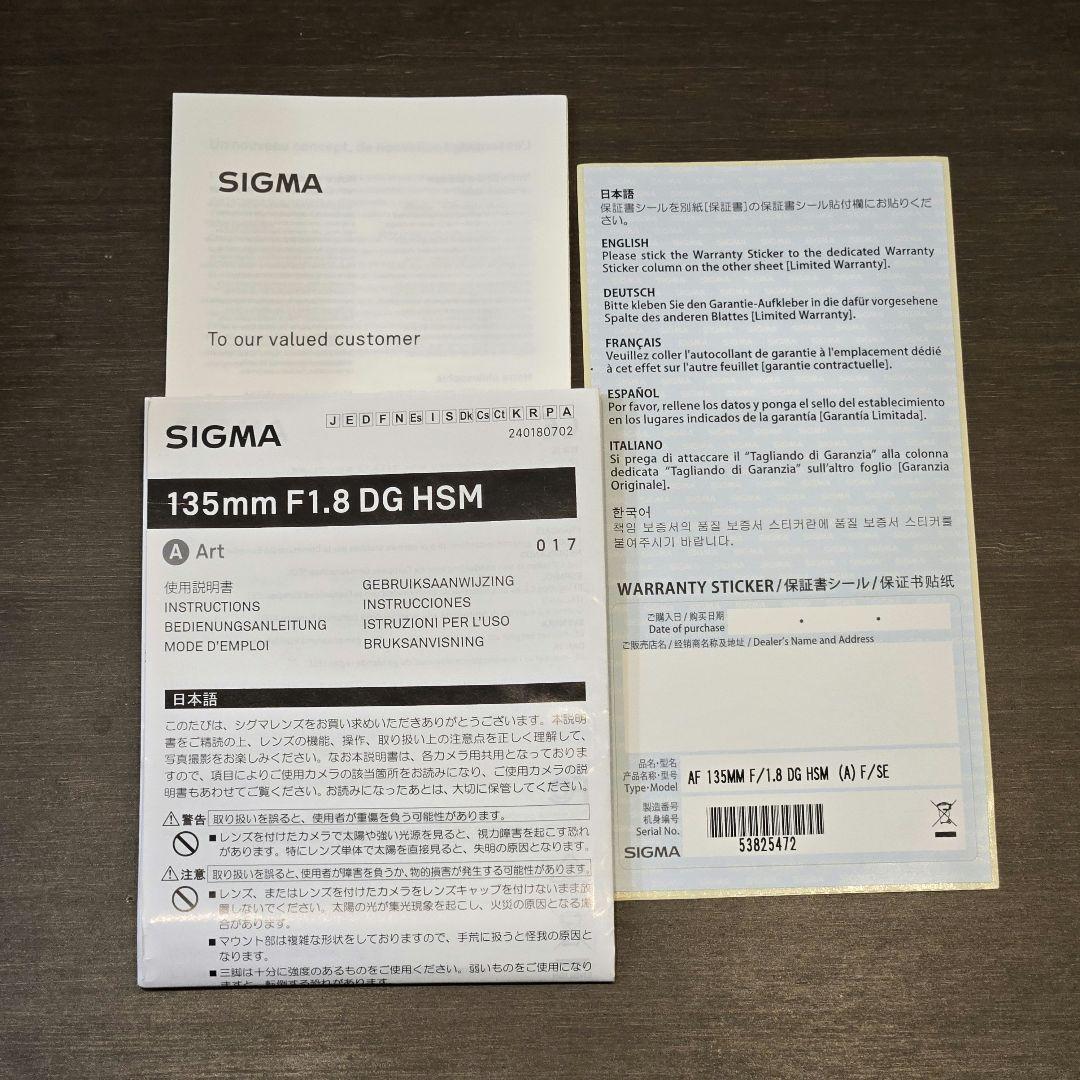 SIGMA
To our valued customer
SIGMA
J E D F N Es I S Dk Cs Ct K R P A
240180702
135mm F1.8 DG HSM
A Art
017
使用説明書
INSTRUCTIONS
BEDIENUNGSANLEITUNG
MODE D'EMPLOI
GEBRUIKSAANWIJZING
INSTRUCCIONES
ISTRUZIONI PER L'USO
BRUKSANVISNING
日本語
このたびは、シグマレンズをお買い求めいただきありがとうございます。本説明
書をご精読の上、レンズの機能、操作、取り扱い上の注意点を正しく理解して、
写真撮影をお楽しみください。なお本説明書は、各カメラ用共用となっておりま
すので、項目によりご使用カメラの該当箇所をお読みになり、ご使用カメラの説
明書もあわせてご覧ください。お読みになったあとは、大切に保管してください。
警告 取り扱いを誤ると、使用者が重傷を負う可能性があります。
■レンズを付けたカメラで太陽や強い光源を見ると、視力障害を起こす恐れ
があります。特にレンズ単体で太陽を直接見ると、失明の原因となります。
注意 取り扱いを誤ると、使用者が障害を負うか、物的損害が発生する可能性があります。
■レンズ、またはレンズを付けたカメラをレンズキャップを付けないまま放
置しないでください。太陽の光が集光現象を起こし、火災の原因となる場
合があります。
■マウント部は複雑な形状をしておりますので、手荒に扱うと怪我の原因と
なります。
■三脚は十分に強度のあるものをご使用ください。弱いものをご使用になり
ますと、転倒する恐れがあります。
日本語
保証書シールを別紙[保証書]の保証書シール貼付欄にお貼りくだ
さい。
ENGLISH
Please stick the Warranty Sticker to the dedicated Warranty
Sticker column on the other sheet [Limited Warranty].
DEUTSCH
Bitte kleben Sie den Garantie-Aufkleber in die dafür vorgesehene
Spalte des anderen Blattes [Limited Warranty].
FRANÇAIS
Veuillez coller l'autocollant de garantie à l'emplacement dédié
à cet effet sur l'autre feuillet [garantie contractuelle].
ESPAÑOL
Por favor, rellene los datos y ponga el sello del establecimiento
en los lugares indicados de la garantía [Garantía Limitada].
ITALIANO
Si prega di attaccare il "Tagliando di Garanzia" alla colonna
dedicata "Tagliando di Garanzia" sull'altro foglio [Garanzia
Originale].
한국어
책임 보증서의 품질 보증서 스티커란에 품질 보증서 스티커를
붙여주시기 바랍니다.
WARRANTY STICKER/保証書シール/保证书贴纸
ご購入日/购买日期
Date of purchase
ご販売店名/经销商名称及地址/Dealer's Name and Address
品名・型名
产品名称・型号
Type・Model
AF 135MM F/1.8 DG HSM (A) F/SE
製造番号
机身编号
Serial No.
53825472
SIGMA